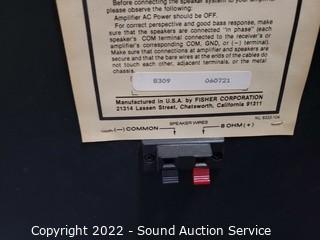 Before connecting the speaker system to your amplifier
please observe the following:
Amplifier AC Power should be OFF.
For correct perspective and good bass response, make
sure that the speakers are connected "in phase" (each
speaker's COM terminal connected to the receiver's or
amplifier's corresponding COM, GND, or (–) terminal).
Make sure that connections at amplifier and speakers are
secure and that the bare wires at the ends of the cables do
not touch each other, adjacent terminals, or the metal
chassis.
8309 060721
Manufactured in U.S.A. by FISHER CORPORATION
21314 Lassen Street, Chatsworth, California 91311
SPEAKER WIRES
(–) COMMON 8 OHM (+)
Copyright 2022 - Sound Auction Service